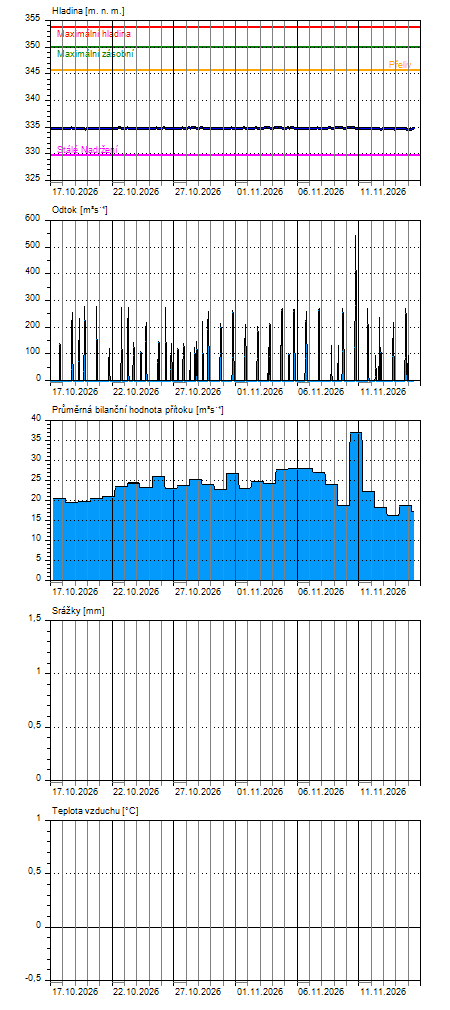 Hladina [m. n. m.]
355
Maximální hladina
350
Maximální zásobní
345
Přeliv
340
335
330
Stálé Nadržení
325
17.10.2026 22.10.2026 27.10.2026 01.11.2026 06.11.2026 11.11.2026
Odtok [m³s⁻¹]
600
500
400
300
200
100
0
17.10.2026 22.10.2026 27.10.2026 01.11.2026 06.11.2026 11.11.2026
Průměrná bilanční hodnota přítoku [m³s⁻¹]
40
35
30
25
20
15
10
5
0
17.10.2026 22.10.2026 27.10.2026 01.11.2026 06.11.2026 11.11.2026
Srážky [mm]
1,5
1
0,5
0
17.10.2026 22.10.2026 27.10.2026 01.11.2026 06.11.2026 11.11.2026
Teplota vzduchu [°C]
1
0,5
0
-0,5
17.10.2026 22.10.2026 27.10.2026 01.11.2026 06.11.2026 11.11.2026